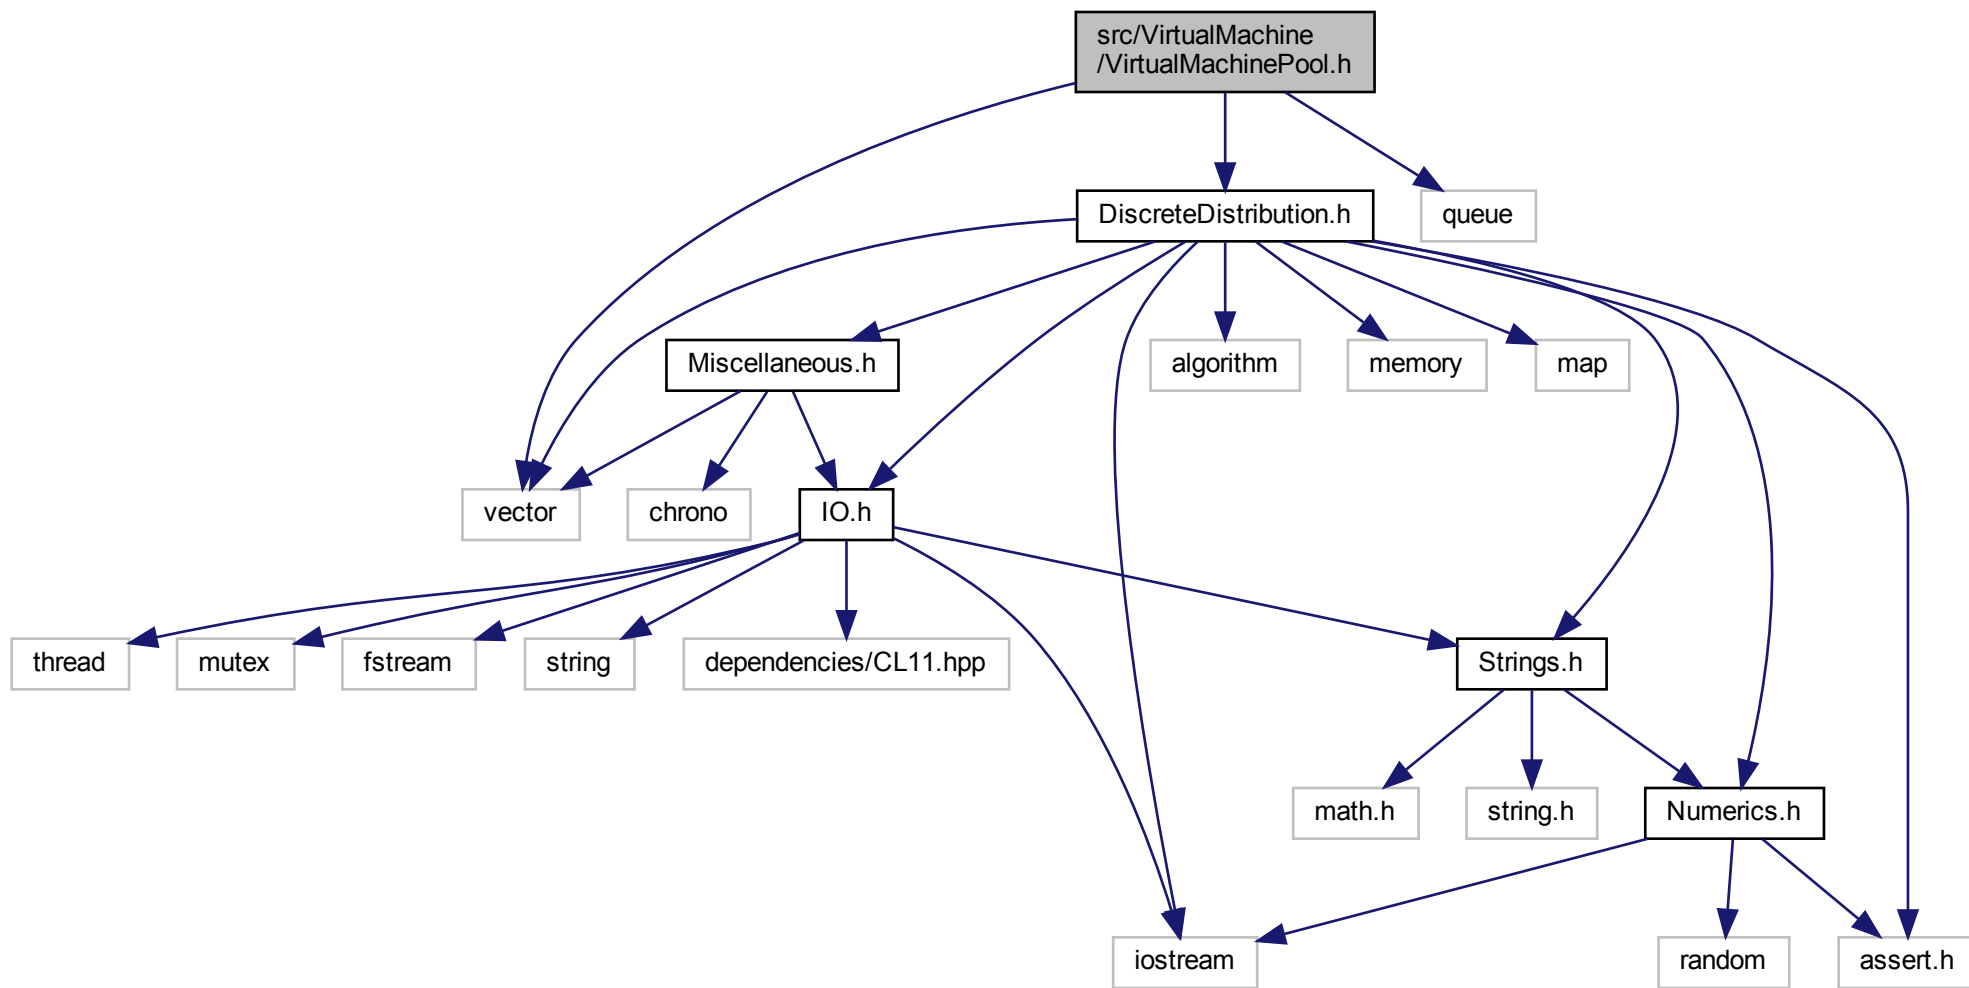 src/VirtualMachine
/VirtualMachinePool.h
DiscreteDistribution.h
queue
Miscellaneous.h
algorithm
memory
map
vector
chrono
IO.h
thread
mutex
fstream
string
dependencies/CL11.hpp
Strings.h
math.h
string.h
Numerics.h
iostream
random
assert.h